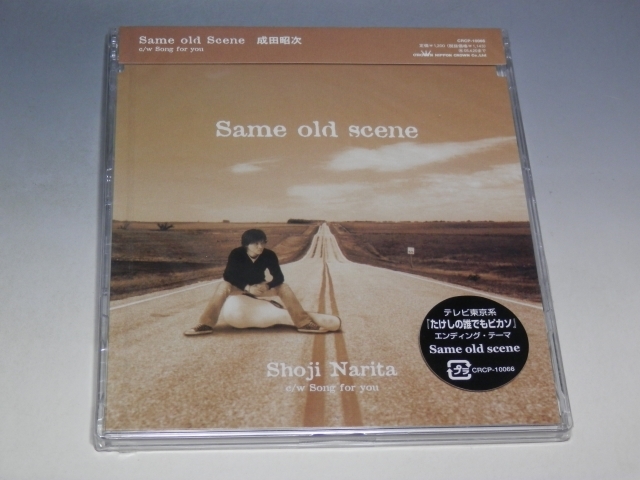 Same old Scene 成田昭次
c/w Song for you
CRCP-10066
Same old scene
Shoji Narita
c/w Song for you
テレビ東京系
「たけしの誰でもピカソ」
エンディング・テーマ
Same old scene
CRCP-10066